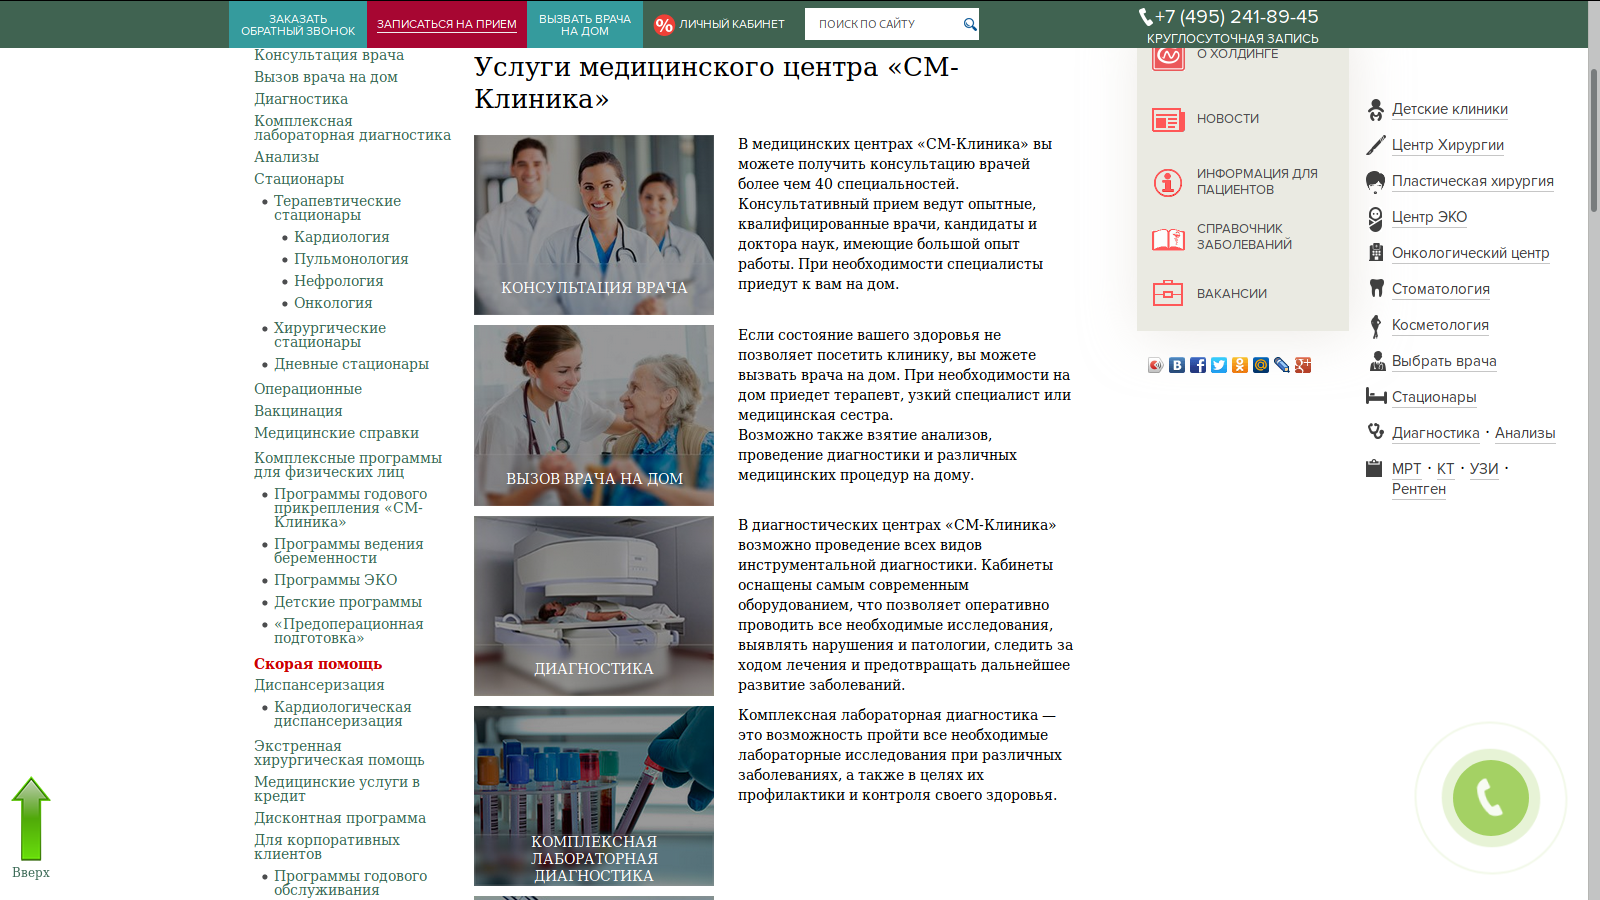 ЗАКАЗАТЬ
ОБРАТНЫЙ ЗВОНОК
ЗАПИСАТЬСЯ НА ПРИЕМ
ВЫЗВАТЬ ВРАЧА
НА ДОМ
% ЛИЧНЫЙ КАБИНЕТ
ПОИСК ПО САЙТУ
+7 (495) 241-89-45
КРУГЛОСУТОЧНАЯ ЗАПИСЬ
Консультация врача
Вызов врача на дом
Диагностика
Комплексная
лабораторная диагностика
Анализы
Стационары
Терапевтические
стационары
Кардиология
Пульмонология
Нефрология
Онкология
Хирургические
стационары
Дневные стационары
Операционные
Вакцинация
Медицинские справки
Комплексные программы
для физических лиц
Программы годового
прикрепления «СМ-
Клиника»
Программы ведения
беременности
Программы ЭКО
Детские программы
«Предоперационная
подготовка»
Скорая помощь
Диспансеризация
Кардиологическая
диспансеризация
Экстренная
хирургическая помощь
Медицинские услуги в
кредит
Дисконтная программа
Для корпоративных
клиентов
Программы годового
обслуживания
Вверх
Услуги медицинского центра «СМ-
Клиника»
КОНСУЛЬТАЦИЯ ВРАЧА
В медицинских центрах «СМ-Клиника» вы
можете получить консультацию врачей
более чем 40 специальностей.
Консультативный прием ведут опытные,
квалифицированные врачи, кандидаты и
доктора наук, имеющие большой опыт
работы. При необходимости специалисты
приедут к вам на дом.
ВЫЗОВ ВРАЧА НА ДОМ
Если состояние вашего здоровья не
позволяет посетить клинику, вы можете
вызвать врача на дом. При необходимости на
дом приедет терапевт, узкий специалист или
медицинская сестра.
Возможно также взятие анализов,
проведение диагностики и различных
медицинских процедур на дому.
ДИАГНОСТИКА
В диагностических центрах «СМ-Клиника»
возможно проведение всех видов
инструментальной диагностики. Кабинеты
оснащены самым современным
оборудованием, что позволяет оперативно
проводить все необходимые исследования,
выявлять нарушения и патологии, следить за
ходом лечения и предотвращать дальнейшее
развитие заболеваний.
КОМПЛЕКСНАЯ
ЛАБОРАТОРНАЯ
ДИАГНОСТИКА
Комплексная лабораторная диагностика —
это возможность пройти все необходимые
лабораторные исследования при различных
заболеваниях, а также в целях их
профилактики и контроля своего здоровья.
О ХОЛДИНГЕ
НОВОСТИ
ИНФОРМАЦИЯ ДЛЯ
ПАЦИЕНТОВ
СПРАВОЧНИК
ЗАБОЛЕВАНИЙ
ВАКАНСИИ
Детские клиники
Центр Хирургии
Пластическая хирургия
Центр ЭКО
Онкологический центр
Стоматология
Косметология
Выбрать врача
Стационары
Диагностика · Анализы
МРТ · КТ · УЗИ ·
Рентген